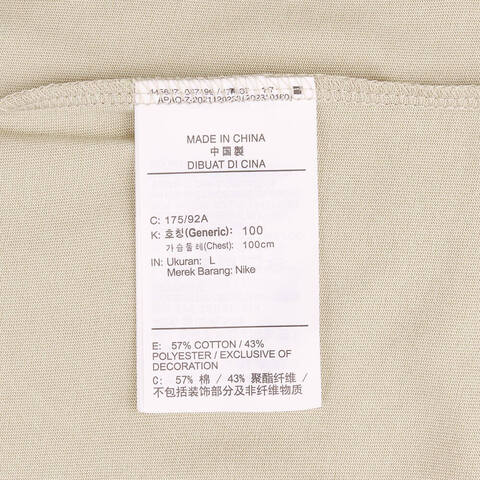 MADE IN CHINA
中国製
DIBUAT DI CINA
C: 175/92A
K: 호칭(Generic): 100
가슴둘레(Chest): 100cm
IN: Ukuran: L
Merek Barang: Nike
E: 57% COTTON / 43%
POLYESTER / EXCLUSIVE OF
DECORATION
C: 57% 棉 / 43% 聚酯纤维 /
不包括装饰部分及非纤维物质